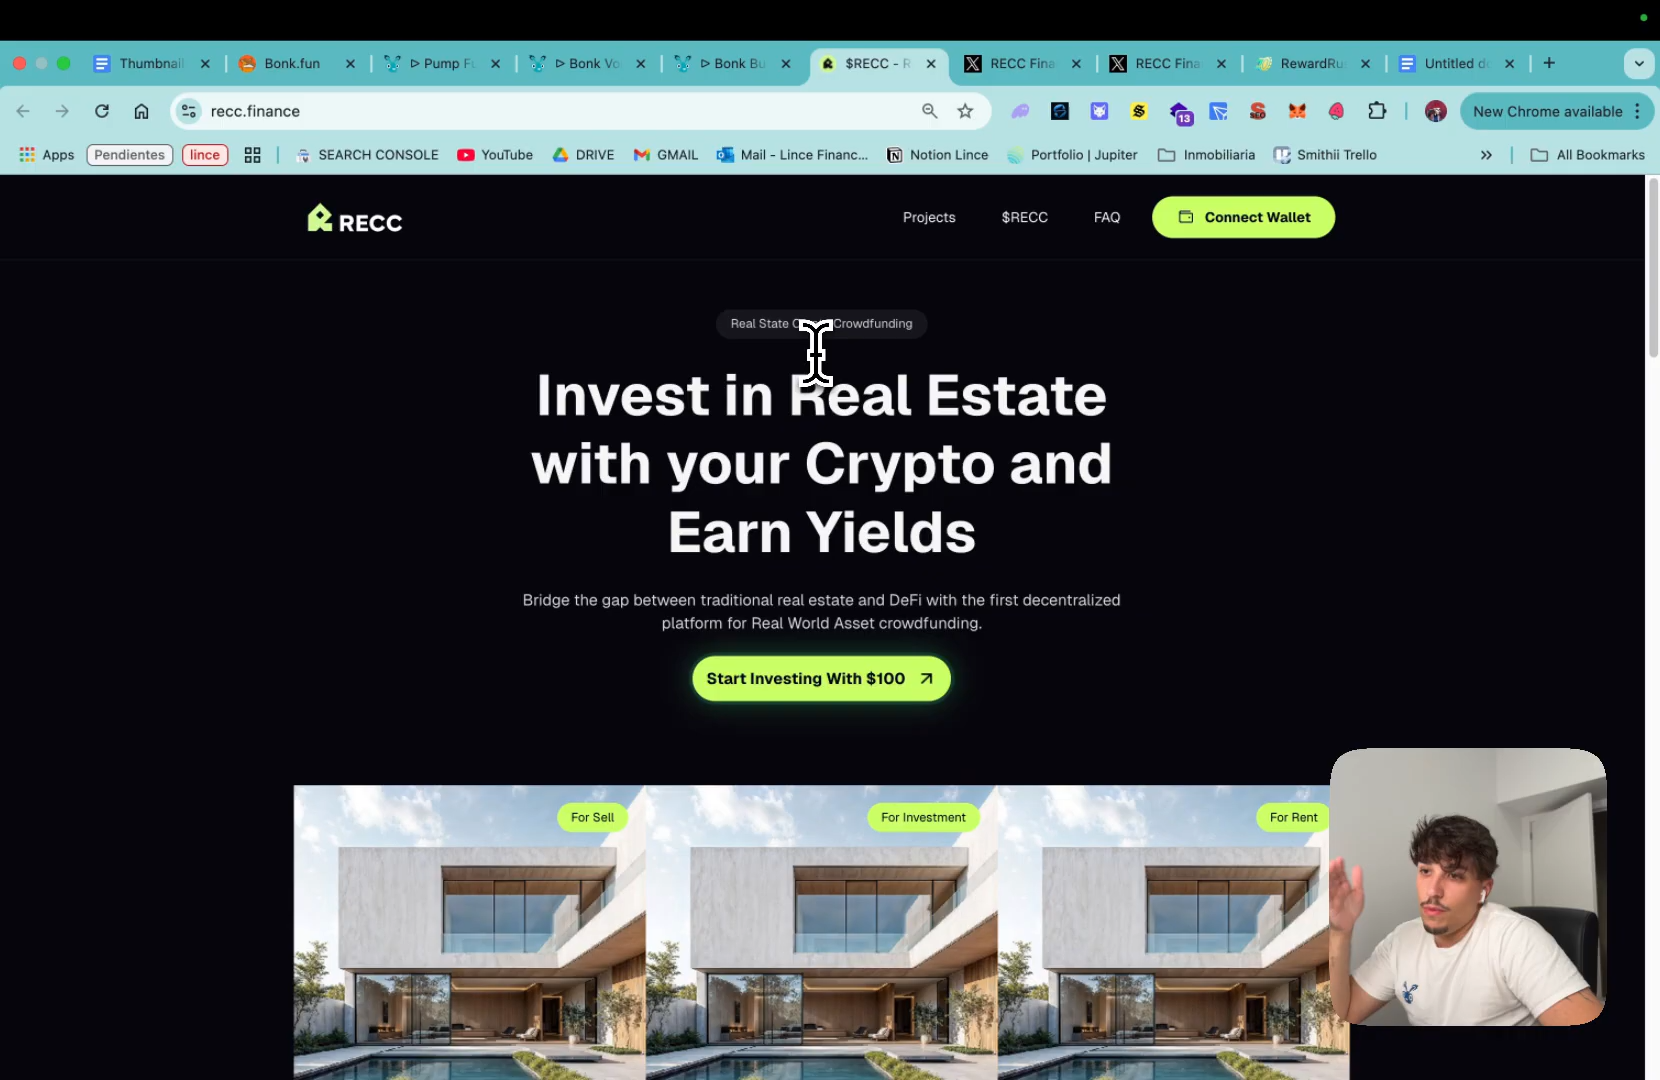 Thumbnail
Bonk.fun
ᐅ Pump Fu
ᐅ Bonk Vo
ᐅ Bonk Bu
$RECC - R
RECC Fina
RECC Fina
RewardRu
Untitled do
recc.finance
13
New Chrome available
Apps
Pendientes
lince
SEARCH CONSOLE
YouTube
DRIVE
GMAIL
Mail - Lince Financ...
Notion Lince
Portfolio | Jupiter
Inmobiliaria
Smithii Trello
All Bookmarks
RECC
Projects
$RECC
FAQ
Connect Wallet
Real State Crowdfunding
Invest in Real Estate
with your Crypto and
Earn Yields
Bridge the gap between traditional real estate and DeFi with the first decentralized
platform for Real World Asset crowdfunding.
Start Investing With $100
For Sell
For Investment
For Rent